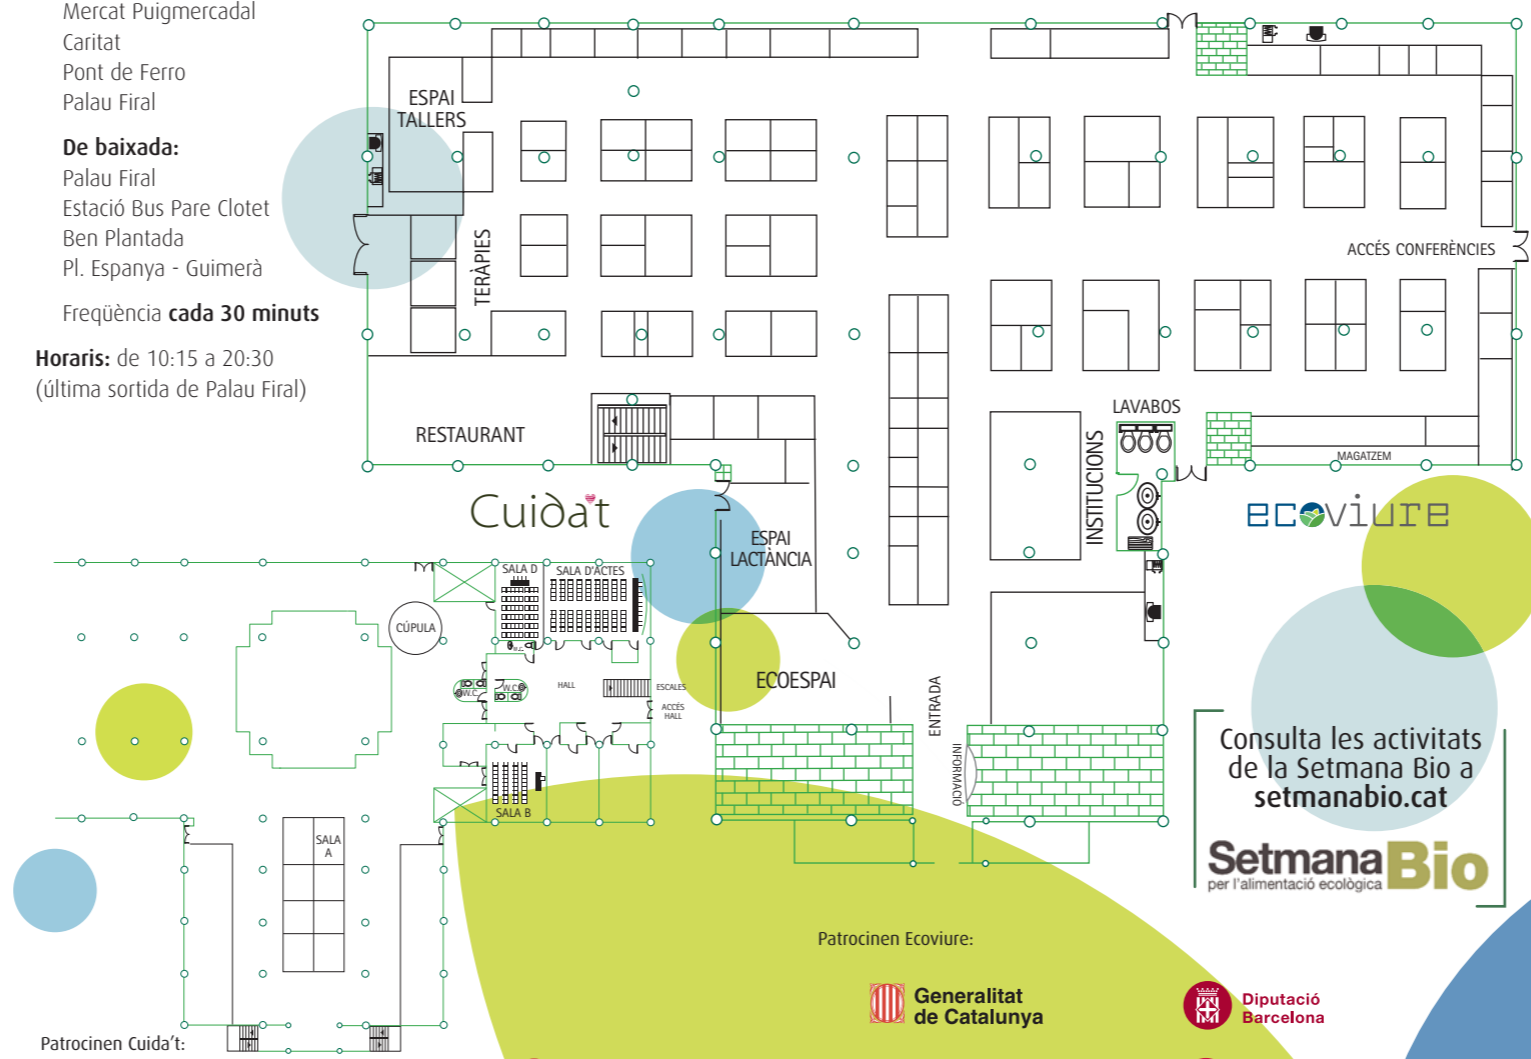 Mercat Puigmercadal
Caritat
Pont de Ferro
Palau Firal
De baixada:
Palau Firal
Estació Bus Pare Clotet
Ben Plantada
Pl. Espanya - Guimerà
Freqüència cada 30 minuts
Horaris: de 10:15 a 20:30
(última sortida de Palau Firal)
ESPAI
TALLERS
TERÀPIES
RESTAURANT
ACCÉS CONFERÈNCIES
LAVABOS
INSTITUCIONS
MAGATZEM
Cuida't
ecoviure
ESPAI
LACTÀNCIA
SALA D
SALA D'ACTES
CÚPULA
W.C.
W.C.
W.C.
HALL
ESCALES
ACCÉS
HALL
ECOESPAI
ENTRADA
INFORMACIÓ
SALA B
SALA
A
Consulta les activitats
de la Setmana Bio a
setmanabio.cat
SetmanaBio
per l'alimentació ecològica
Patrocinen Ecoviure:
Generalitat
de Catalunya
Diputació
Barcelona
Patrocinen Cuida't: